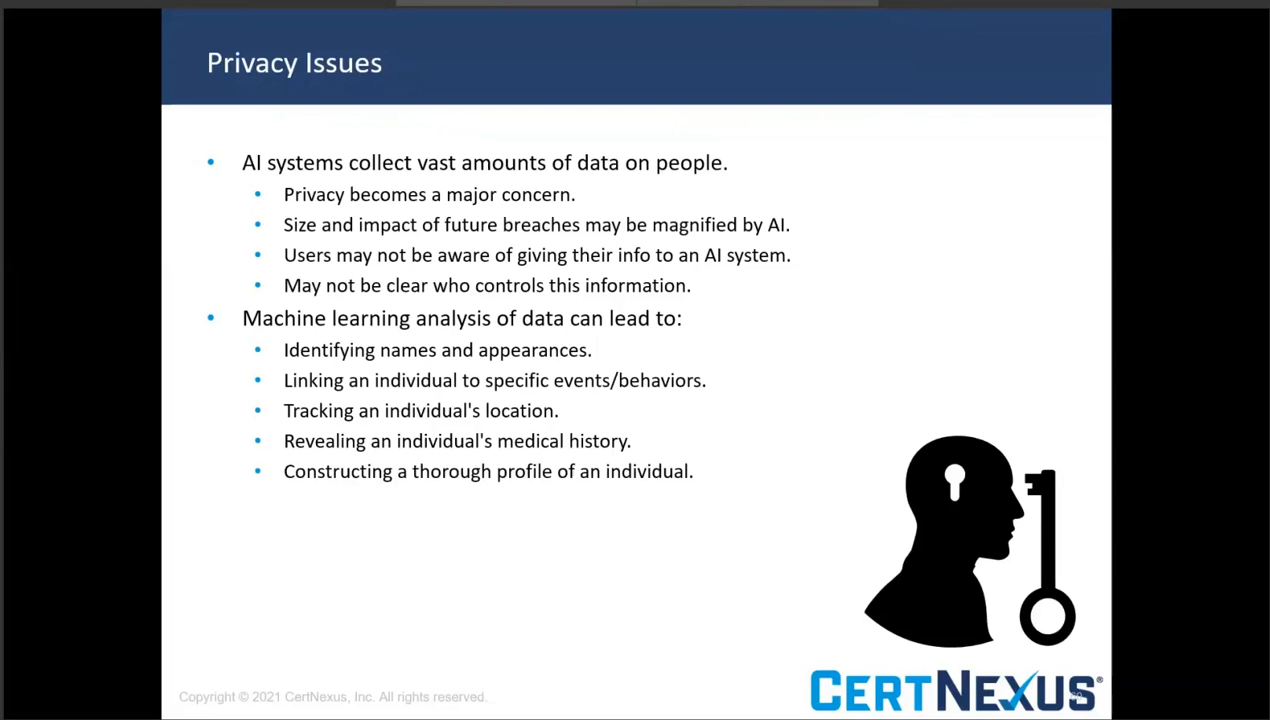 Privacy Issues
• AI systems collect vast amounts of data on people.
• Privacy becomes a major concern.
• Size and impact of future breaches may be magnified by AI.
• Users may not be aware of giving their info to an AI system.
• May not be clear who controls this information.
• Machine learning analysis of data can lead to:
• Identifying names and appearances.
• Linking an individual to specific events/behaviors.
• Tracking an individual's location.
• Revealing an individual's medical history.
• Constructing a thorough profile of an individual.
Copyright © 2021 CertNexus, Inc. All rights reserved.
CERTNEXUS®